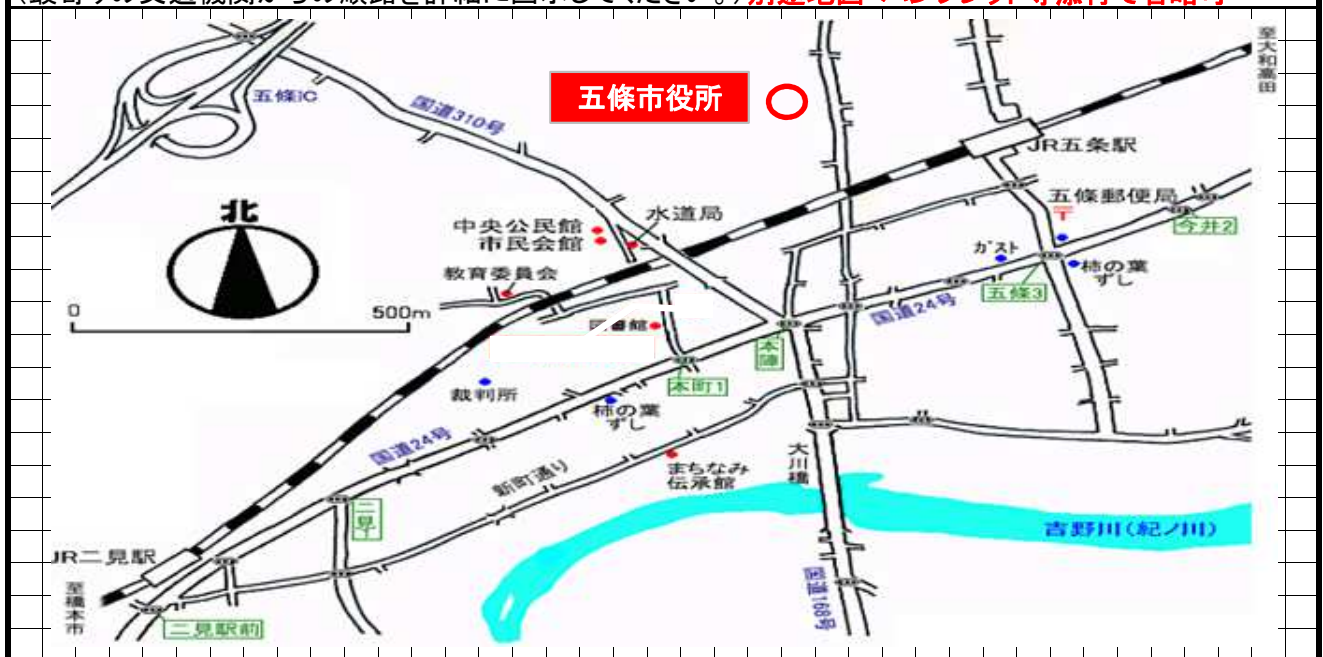 至大和高田
五條市役所
五條IC
国道310号
JR五条駅
北
五條郵便局
〒
中央公民館
水道局
市民会館
今井2
ガスト
教育委員会
柿の葉
ずし
0
500m
五條3
国道24号
本陣
本町1
裁判所
柿の葉
ずし
国道24号
新町通り
まちなみ
伝承館
大川橋
二見1
吉野川(紀ノ川)
JR二見駅
至橋本市
国道168号
二見駅前